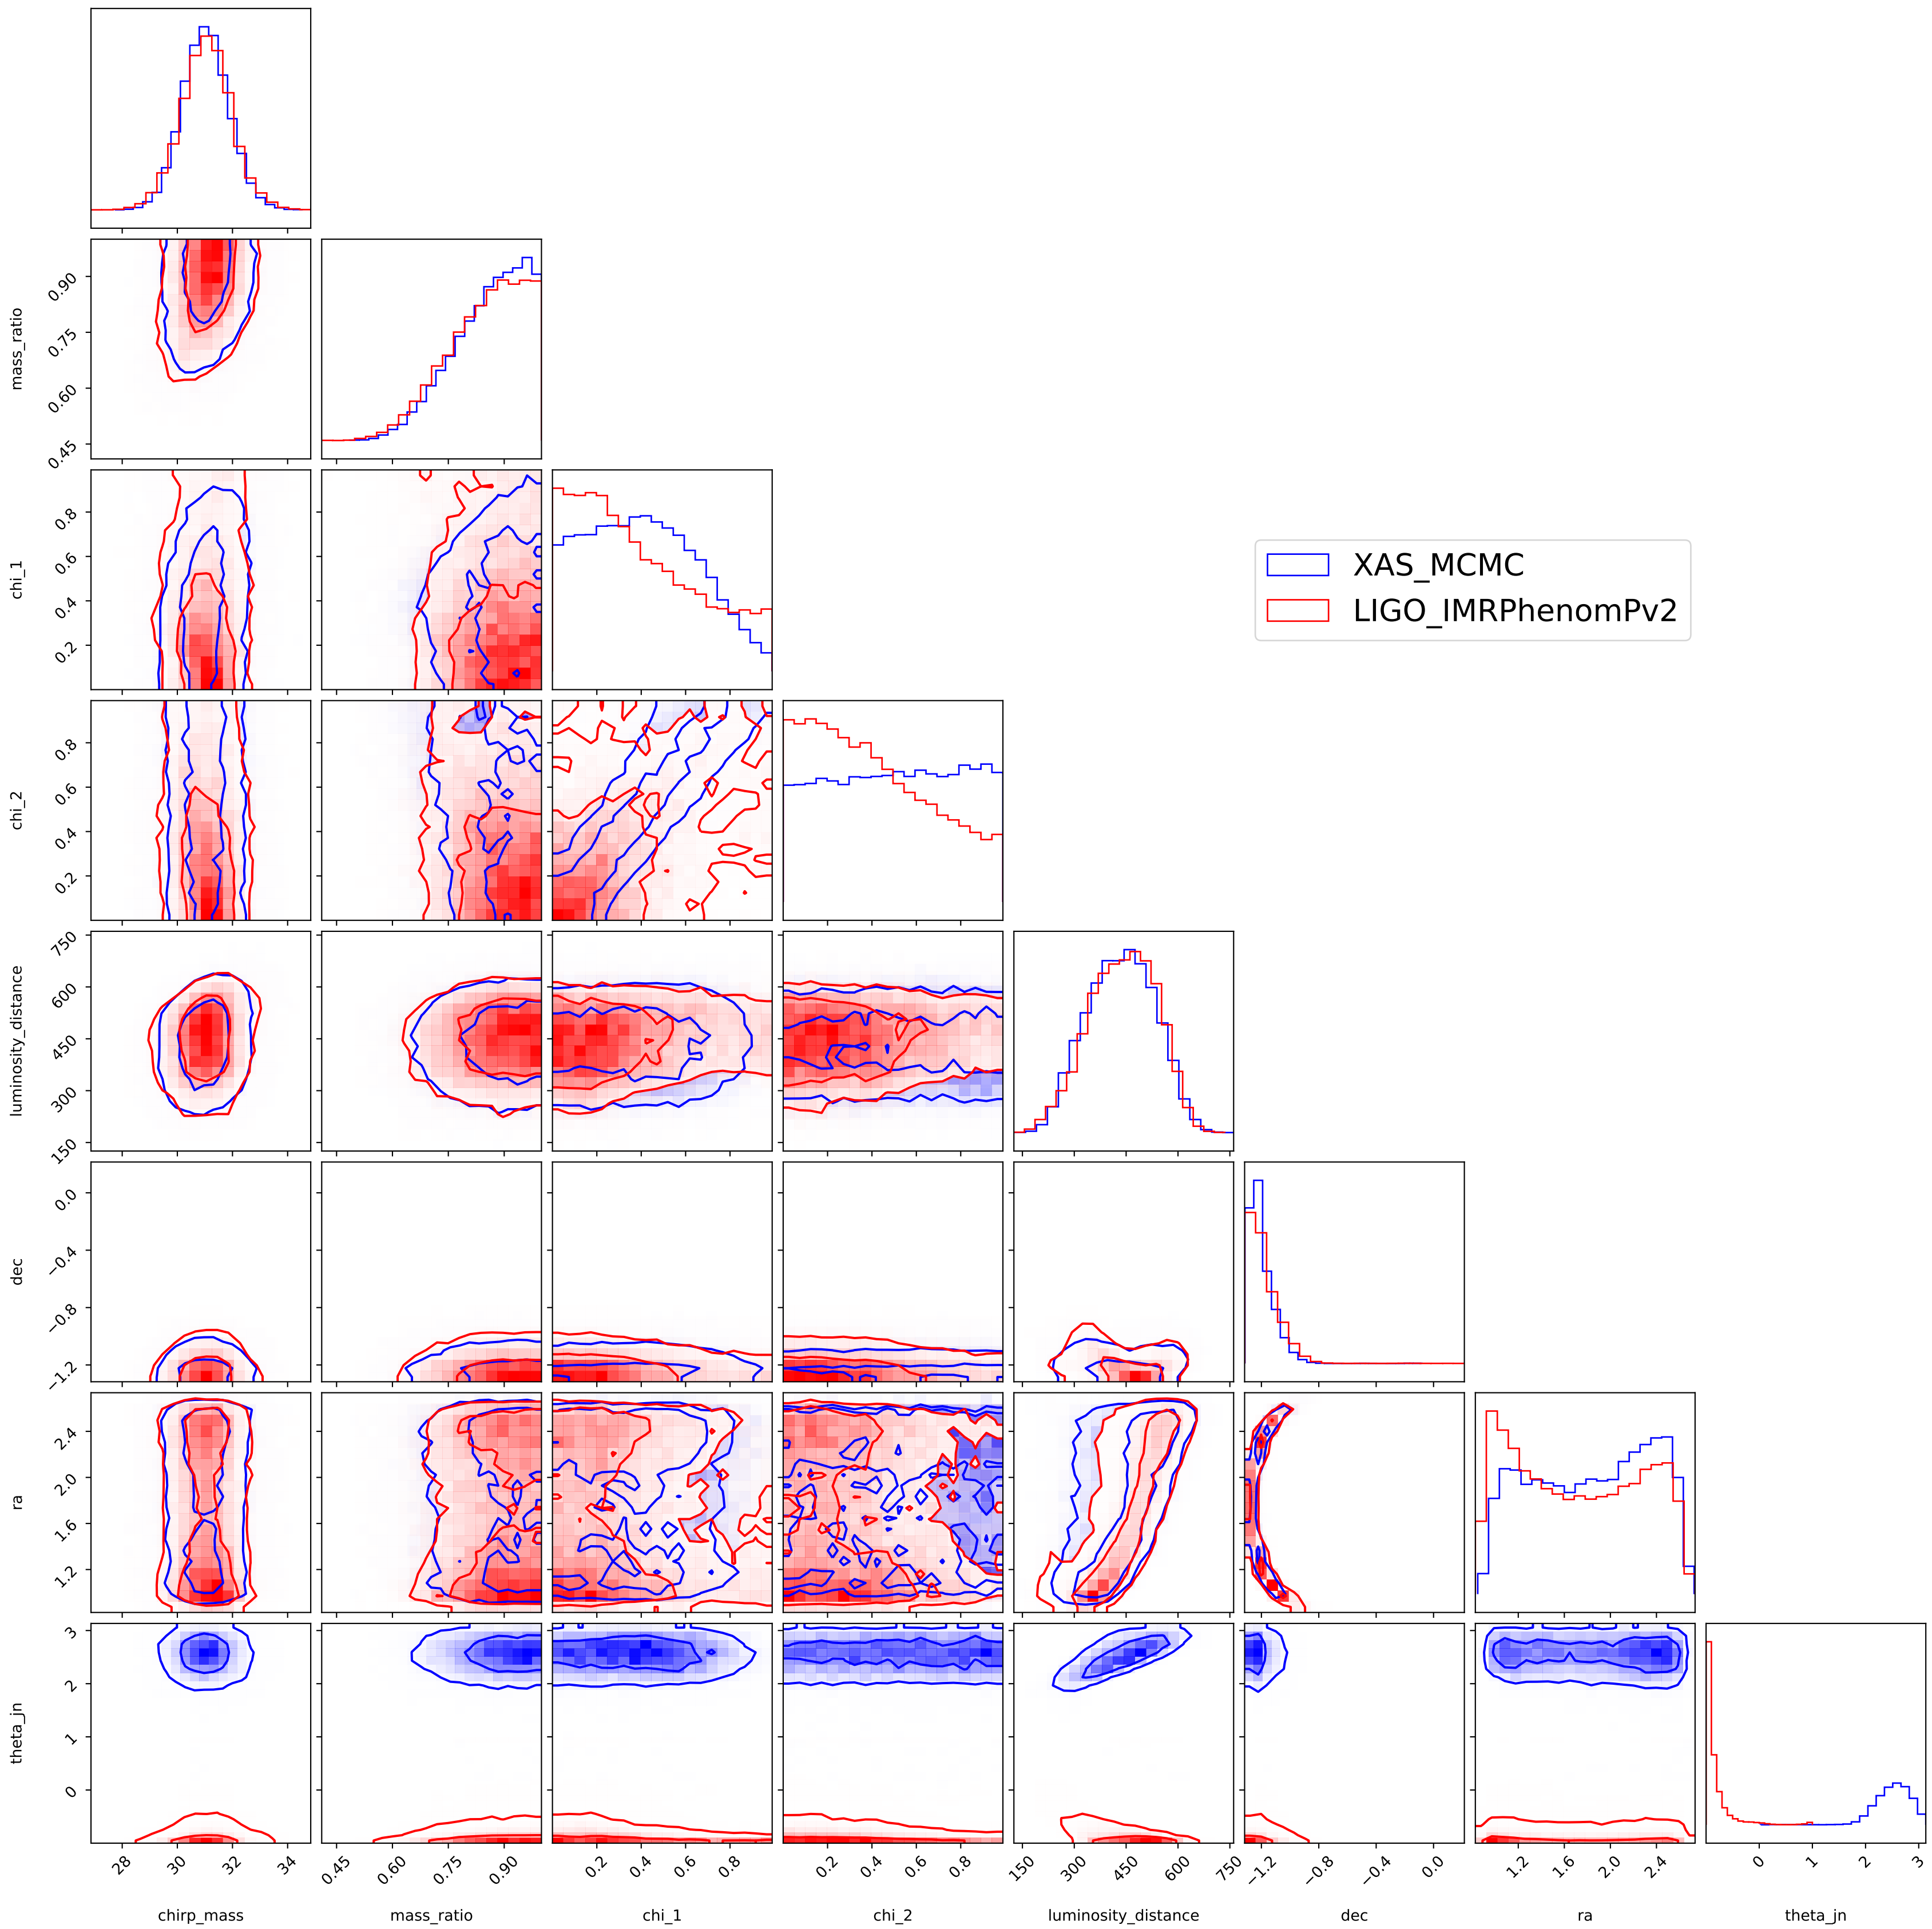 mass_ratio
0.90
0.75
0.60
0.45
chi_1
0.8
0.6
0.4
0.2
XAS_MCMC
LIGO_IMRPhenomPv2
chi_2
0.8
0.6
0.4
0.2
luminosity_distance
750
600
450
300
150
dec
0.0
−0.4
−0.8
−1.2
ra
2.4
2.0
1.6
1.2
theta_jn
3
2
1
0
28 30 32 34 0.45 0.60 0.75 0.90 0.2 0.4 0.6 0.8 0.2 0.4 0.6 0.8 150 300 450 600 750 −1.2 −0.8 −0.4 0.0 1.2 1.6 2.0 2.4 0 1 2 3
chirp_mass mass_ratio chi_1 chi_2 luminosity_distance dec ra theta_jn